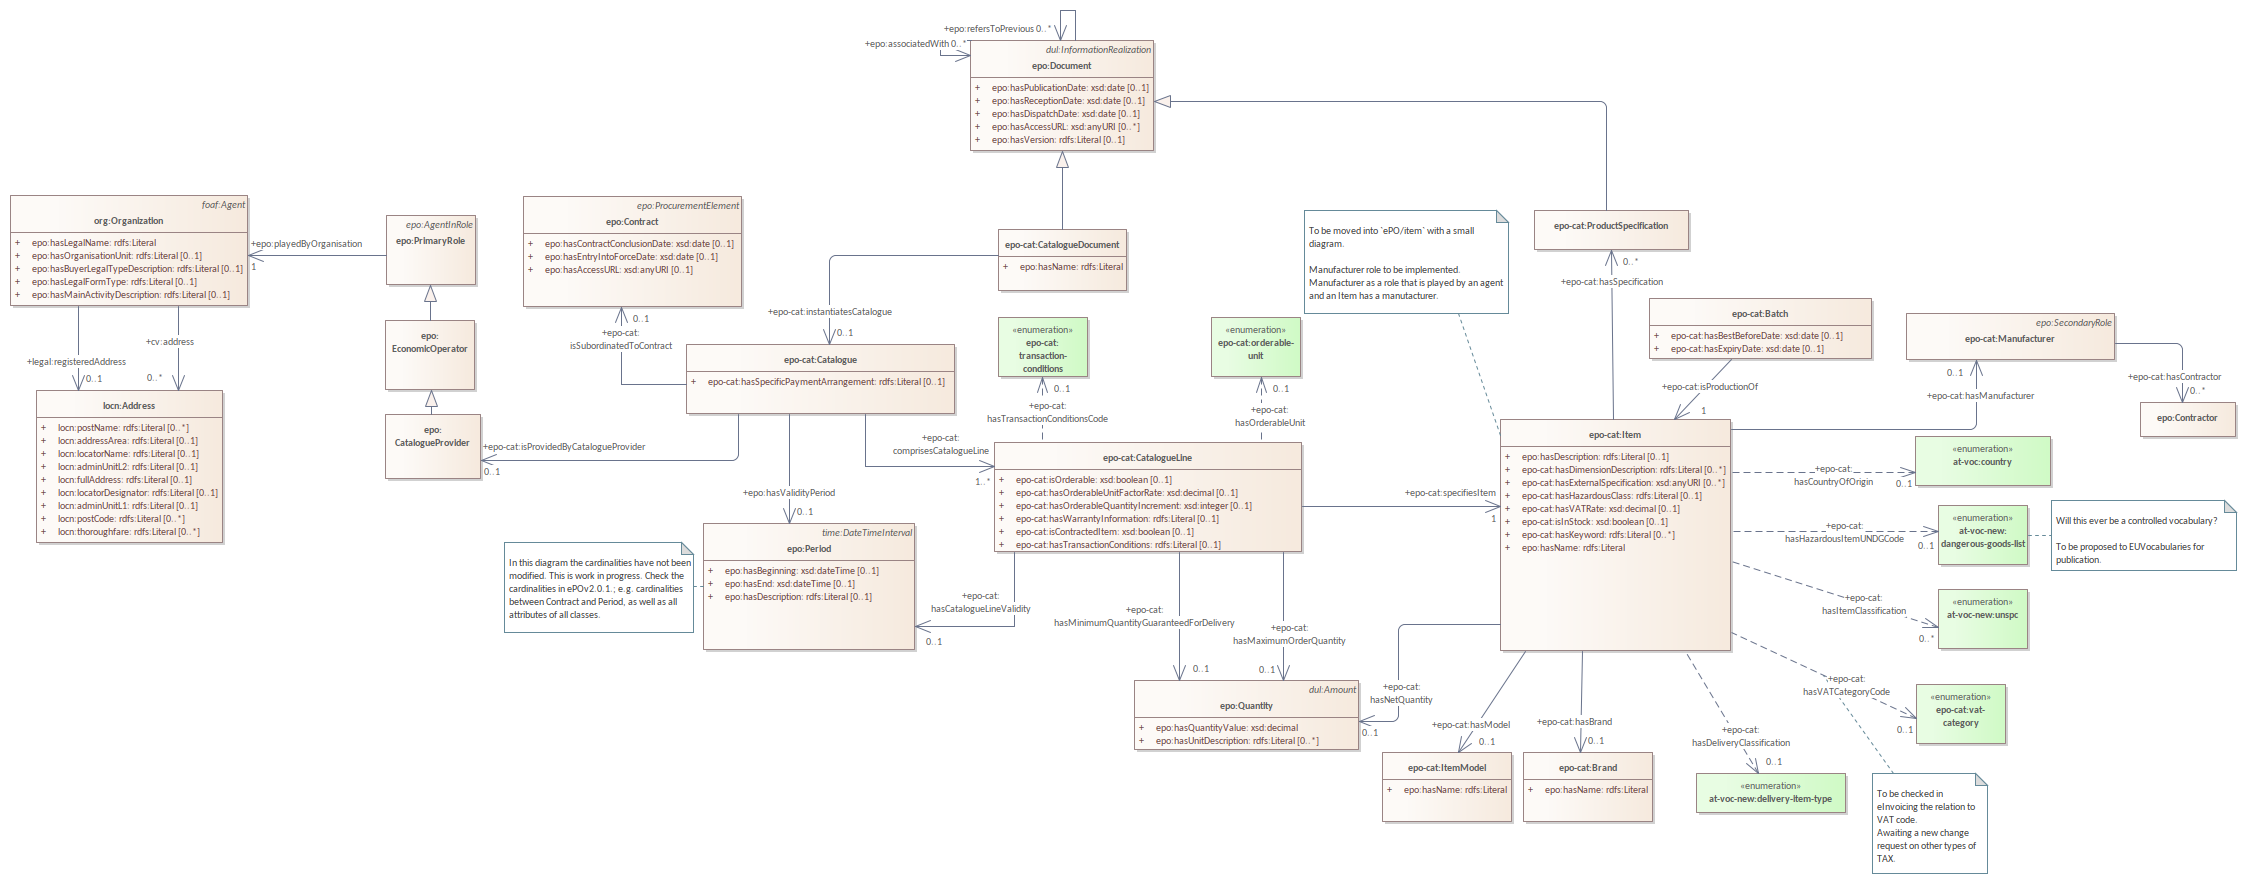 +epo:refersToPrevious 0..*
+epo:associatedWith 0..*
dul:InformationRealization
epo:Document
+ epo:hasPublicationDate: xsd:date [0..1]
+ epo:hasReceptionDate: xsd:date [0..1]
+ epo:hasDispatchDate: xsd:date [0..1]
+ epo:hasAccessURL: xsd:anyURI [0..*]
+ epo:hasVersion: rdfs:Literal [0..1]
foaf:Agent
org:Organization
+ epo:hasLegalName: rdfs:Literal
+ epo:hasOrganisationUnit: rdfs:Literal [0..1]
+ epo:hasBuyerLegalTypeDescription: rdfs:Literal [0..1]
+ epo:hasLegalFormType: rdfs:Literal [0..1]
+ epo:hasMainActivityDescription: rdfs:Literal [0..1]
+epo:playedByOrganisation
1
epo:AgentInRole
epo:PrimaryRole
epo:
EconomicOperator
epo:
CatalogueProvider
+legal:registeredAddress
0..1
+cv:address
0..*
locn:Address
+ locn:postName: rdfs:Literal [0..*]
+ locn:addressArea: rdfs:Literal [0..1]
+ locn:locatorName: rdfs:Literal [0..1]
+ locn:adminUnitL2: rdfs:Literal [0..1]
+ locn:fullAddress: rdfs:Literal [0..1]
+ locn:locatorDesignator: rdfs:Literal [0..1]
+ locn:adminUnitL1: rdfs:Literal [0..1]
+ locn:postCode: rdfs:Literal [0..*]
+ locn:thoroughfare: rdfs:Literal [0..*]
epo:ProcurementElement
epo:Contract
+ epo:hasContractConclusionDate: xsd:date [0..1]
+ epo:hasEntryIntoForceDate: xsd:date [0..1]
+ epo:hasAccessURL: xsd:anyURI [0..1]
0..1
+epo-cat:
isSubordinatedToContract
epo-cat:CatalogueDocument
+ epo:hasName: rdfs:Literal
+epo-cat:instantiatesCatalogue
0..1
epo-cat:Catalogue
+ epo-cat:hasSpecificPaymentArrangement: rdfs:Literal [0..1]
+epo-cat:isProvidedByCatalogueProvider
0..1
+epo:hasValidityPeriod
0..1
+epo-cat:
comprisesCatalogueLine
1..*
time:DateTimeInterval
epo:Period
+ epo:hasBeginning: xsd:dateTime [0..1]
+ epo:hasEnd: xsd:dateTime [0..1]
+ epo:hasDescription: rdfs:Literal [0..1]
In this diagram the cardinalities have not been
modified. This is work in progress. Check the
cardinalities in ePOv2.0.1.; e.g. cardinalities
between Contract and Period, as well as all
attributes of all classes.
«enumeration»
epo-cat:
transaction-
conditions
0..1
+epo-cat:
hasTransactionConditionsCode
«enumeration»
epo-cat:orderable-
unit
0..1
+epo-cat:
hasOrderableUnit
epo-cat:CatalogueLine
+ epo-cat:isOrderable: xsd:boolean [0..1]
+ epo-cat:hasOrderableUnitFactorRate: xsd:decimal [0..1]
+ epo-cat:hasOrderableQuantityIncrement: xsd:integer [0..1]
+ epo-cat:hasWarrantyInformation: rdfs:Literal [0..1]
+ epo-cat:isContractedItem: xsd:boolean [0..1]
+ epo-cat:hasTransactionConditions: rdfs:Literal [0..1]
+epo-cat:
hasCatalogueLineValidity
0..1
+epo-cat:
hasMinimumQuantityGuaranteedForDelivery
0..1
+epo-cat:
hasMaximumOrderQuantity
0..1
+epo-cat:specifiesItem
1
dul:Amount
epo:Quantity
+ epo:hasQuantityValue: xsd:decimal
+ epo:hasUnitDescription: rdfs:Literal [0..*]
+epo-cat:
hasNetQuantity
0..1
To be moved into `ePO/item` with a small
diagram.
Manufacturer role to be implemented.
Manufacturer as a role that is played by an agent
and an Item has a manutacturer.
epo-cat:ProductSpecification
0..*
+epo-cat:hasSpecification
epo-cat:Batch
+ epo-cat:hasBestBeforeDate: xsd:date [0..1]
+ epo-cat:hasExpiryDate: xsd:date [0..1]
+epo-cat:isProductionOf
1
epo:SecondaryRole
epo-cat:Manufacturer
0..1
+epo-cat:hasManufacturer
+epo-cat:hasContractor
0..*
epo:Contractor
epo-cat:Item
+ epo:hasDescription: rdfs:Literal [0..1]
+ epo-cat:hasDimensionDescription: rdfs:Literal [0..*]
+ epo-cat:hasExternalSpecification: xsd:anyURI [0..*]
+ epo-cat:hasHazardousClass: rdfs:Literal [0..1]
+ epo-cat:hasVATRate: xsd:decimal [0..1]
+ epo-cat:isInStock: xsd:boolean [0..1]
+ epo-cat:hasKeyword: rdfs:Literal [0..*]
+ epo:hasName: rdfs:Literal
+epo-cat:
hasCountryOfOrigin
0..1
«enumeration»
at-voc:country
+epo-cat:
hasHazardousItemUNDGCode
0..1
«enumeration»
at-voc-new:
dangerous-goods-list
Will this ever be a controlled vocabulary?
To be proposed to EUVocabularies for
publication.
+epo-cat:
hasItemClassification
0..*
«enumeration»
at-voc-new:unspc
+epo-cat:
hasVATCategoryCode
0..1
«enumeration»
epo-cat:vat-
category
+epo-cat:
hasDeliveryClassification
0..1
«enumeration»
at-voc-new:delivery-item-type
+epo-cat:hasModel
0..1
epo-cat:ItemModel
+ epo:hasName: rdfs:Literal
+epo-cat:hasBrand
0..1
epo-cat:Brand
+ epo:hasName: rdfs:Literal
To be checked in
eInvoicing the relation to
VAT code.
Awaiting a new change
request on other types of
TAX.